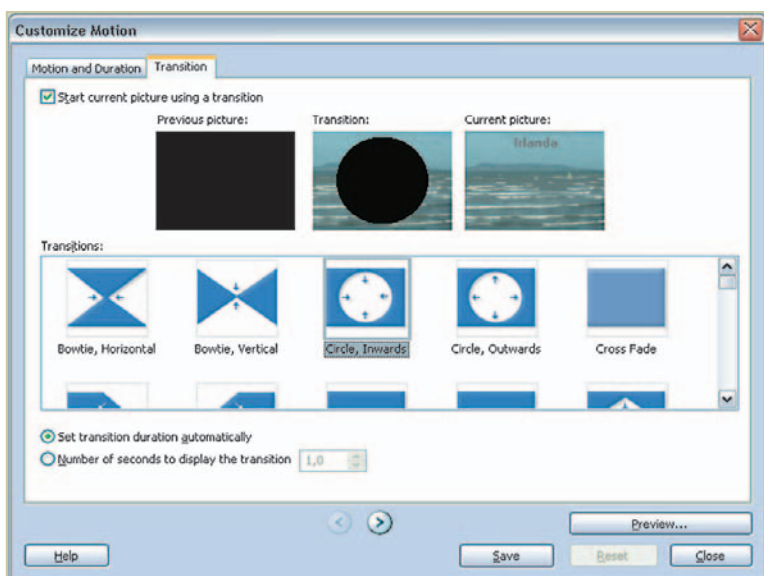 Customize Motion
Motion and Duration Transition
Start current picture using a transition
Previous picture: Transition: Current picture:
Irlanda
Transitions:
Bowtie, Horizontal Bowtie, Vertical Circle, Inwards Circle, Outwards Cross Fade
Set transition duration automatically
Number of seconds to display the transition 1,0
Preview...
Help Save Reset Close